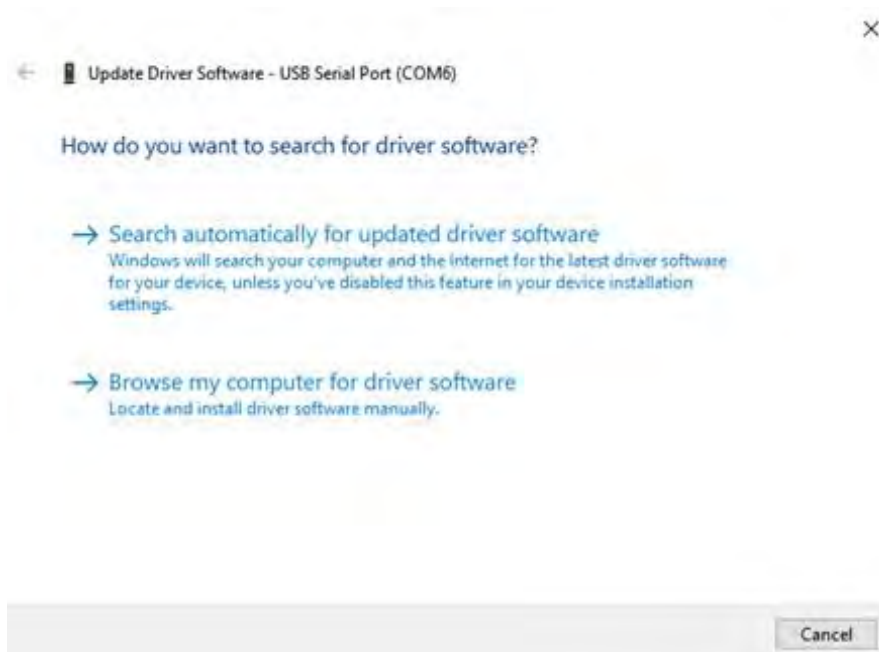 Update Driver Software - USB Serial Port (COM6)
How do you want to search for driver software?
Search automatically for updated driver software
Windows will search your computer and the Internet for the latest driver software
for your device, unless you've disabled this feature in your device installation
settings.
Browse my computer for driver software
Locate and install driver software manually.
Cancel